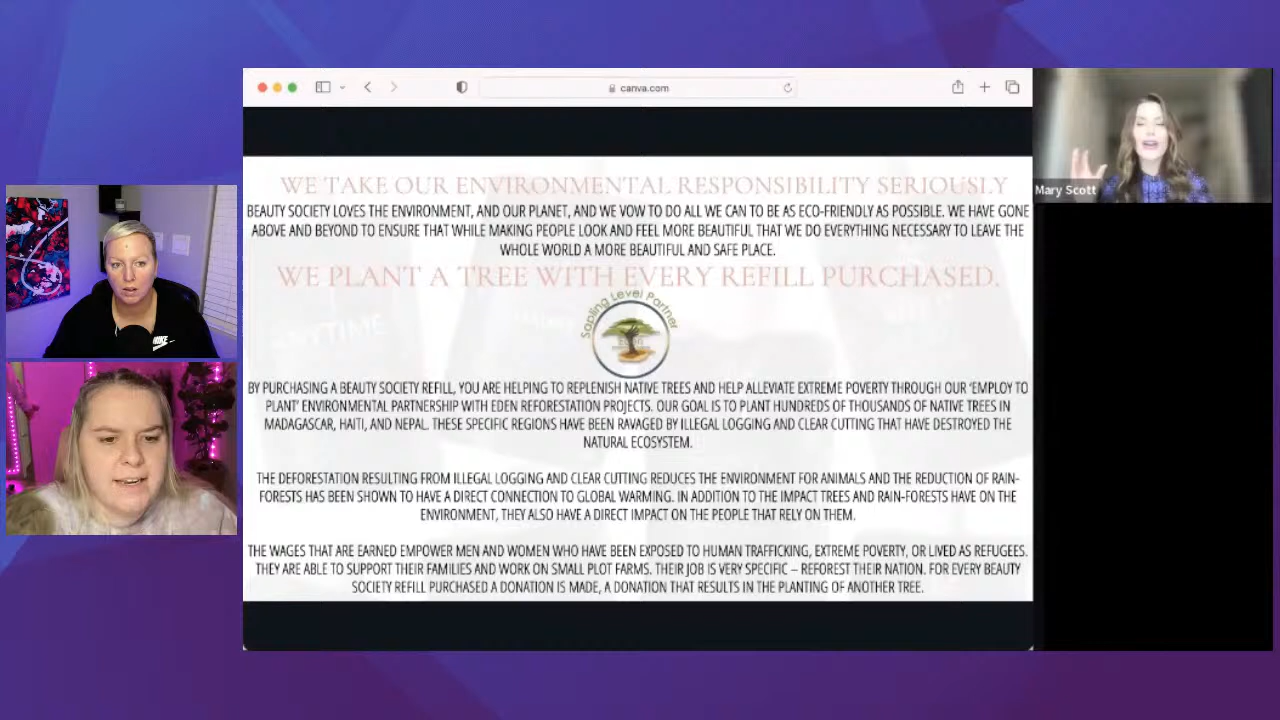 canva.com
WE TAKE OUR ENVIRONMENTAL RESPONSIBILITY SERIOUSLY
BEAUTY SOCIETY LOVES THE ENVIRONMENT, AND OUR PLANET, AND WE VOW TO DO ALL WE CAN TO BE AS ECO-FRIENDLY AS POSSIBLE. WE HAVE GONE
ABOVE AND BEYOND TO ENSURE THAT WHILE MAKING PEOPLE LOOK AND FEEL MORE BEAUTIFUL THAT WE DO EVERYTHING NECESSARY TO LEAVE THE
WHOLE WORLD A MORE BEAUTIFUL AND SAFE PLACE.
WE PLANT A TREE WITH EVERY REFILL PURCHASED.
Sapling Level Partner
ANYTIME
BY PURCHASING A BEAUTY SOCIETY REFILL, YOU ARE HELPING TO REPLENISH NATIVE TREES AND HELP ALLEVIATE EXTREME POVERTY THROUGH OUR 'EMPLOY TO
PLANT' ENVIRONMENTAL PARTNERSHIP WITH EDEN REFORESTATION PROJECTS. OUR GOAL IS TO PLANT HUNDREDS OF THOUSANDS OF NATIVE TREES IN
MADAGASCAR, HAITI, AND NEPAL. THESE SPECIFIC REGIONS HAVE BEEN RAVAGED BY ILLEGAL LOGGING AND CLEAR CUTTING THAT HAVE DESTROYED THE
NATURAL ECOSYSTEM.
THE DEFORESTATION RESULTING FROM ILLEGAL LOGGING AND CLEAR CUTTING REDUCES THE ENVIRONMENT FOR ANIMALS AND THE REDUCTION OF RAIN-
FORESTS HAS BEEN SHOWN TO HAVE A DIRECT CONNECTION TO GLOBAL WARMING. IN ADDITION TO THE IMPACT TREES AND RAIN-FORESTS HAVE ON THE
ENVIRONMENT, THEY ALSO HAVE A DIRECT IMPACT ON THE PEOPLE THAT RELY ON THEM.
THE WAGES THAT ARE EARNED EMPOWER MEN AND WOMEN WHO HAVE BEEN EXPOSED TO HUMAN TRAFFICKING, EXTREME POVERTY, OR LIVED AS REFUGEES.
THEY ARE ABLE TO SUPPORT THEIR FAMILIES AND WORK ON SMALL PLOT FARMS. THEIR JOB IS VERY SPECIFIC – REFOREST THEIR NATION. FOR EVERY BEAUTY
SOCIETY REFILL PURCHASED A DONATION IS MADE, A DONATION THAT RESULTS IN THE PLANTING OF ANOTHER TREE.
Mary Scott
NIKE